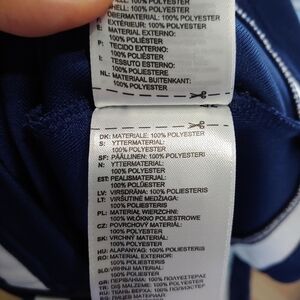 SHELL: 100% POLYESTER
OBERMATERIAL: 100% POLYESTER
EXTERIEUR:
100% POLYESTER
E: MATERIAL EXTERNO:
100% POLIÉSTER
P: TECIDO EXTERNO:
100% POLIÉSTER
I: TESSUTO ESTERNO:
100% POLIESTERE
NL: MATERIAAL BUITENKANT:
100% POLYESTER
DK: MATERIALE: 100% POLYESTER
S: YTTERMATERIAL:
100% POLYESTER
SF: PÄÄLLINEN: 100% POLYESTERI
N: YTTERMATERIAL:
100% POLYESTER
EST: PEALISMATERJAL:
100% POLÜESTER
LV: VIRSDRĀNA: 100% POLIESTERIS
LT: VIRŠUTINĖ MEDŽIAGA:
100% POLIESTERIS
PL: MATERIAŁ WIERZCHNI:
100% WŁÓKNO POLIESTROWE
CZ: POVRCHOVÝ MATERIÁL:
100% POLYESTER
SK: VRCHNÝ MATERIÁL:
100% POLYESTER
HU: ALAPANYAG: 100% POLIÉSZTER
RO: MATERIAL EXTERIOR:
100% POLIESTER
SLO: VRHNJI MATERIAL
100% POLIESTER